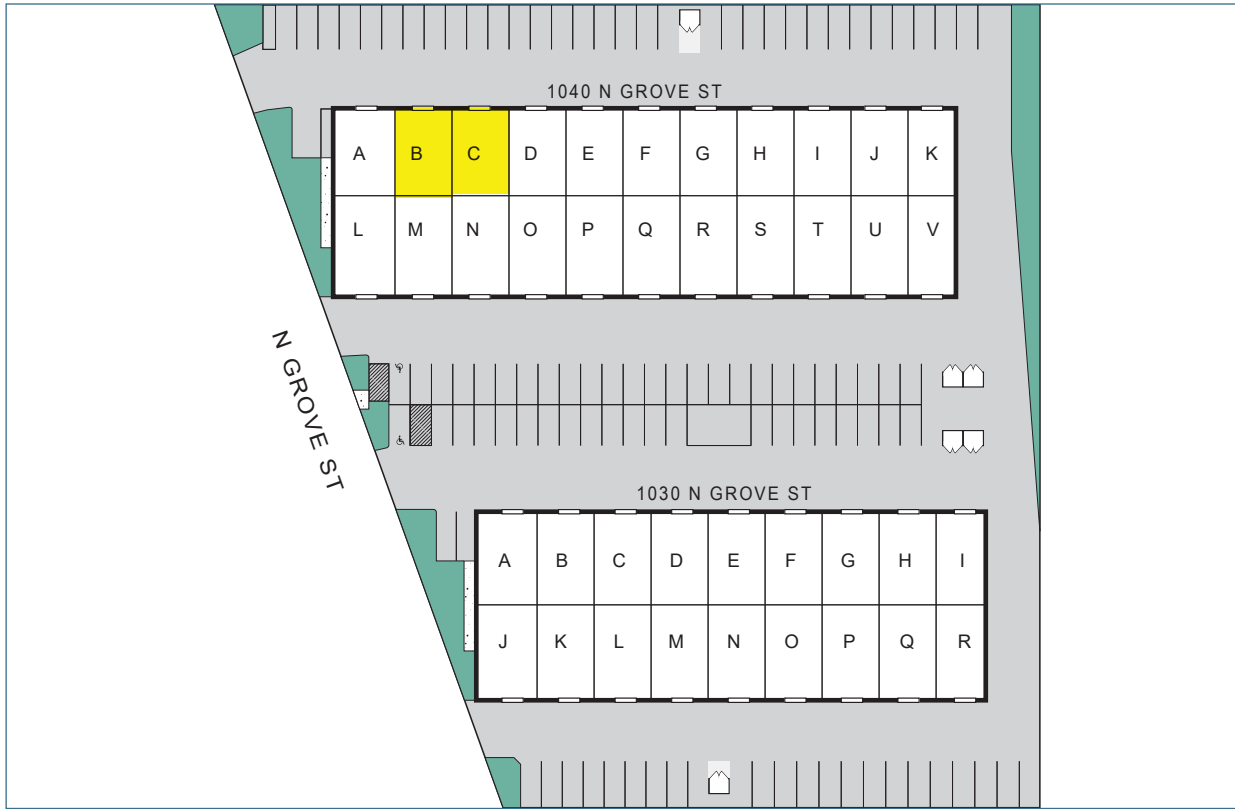 1040 N GROVE ST
A B C D E F G H I J K
L M N O P Q R S T U V
N GROVE ST
1030 N GROVE ST
A B C D E F G H I
J K L M N O P Q R